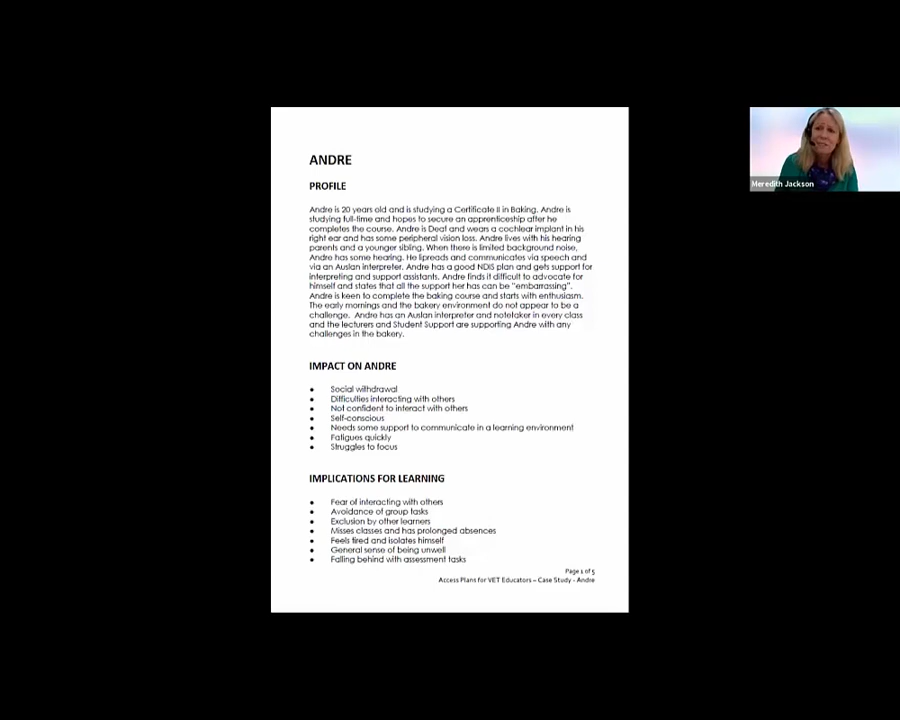 ANDRE
PROFILE
Andre is 20 years old and is studying a Certificate II in Baking. Andre is
studying full-time and hopes to secure an apprenticeship after he
completes the course. Andre is Deaf and wears a cochlear implant in his
right ear and has some peripheral vision loss. Andre lives with his hearing
parents and a younger sibling. When there is limited background noise,
Andre has some hearing. He lipreads and communicates via speech and
via an Auslan interpreter. Andre has a good NDIS plan and gets support for
interpreting and support assistants. Andre finds it difficult to advocate for
himself and states that all the support her has can be "embarrassing".
Andre is keen to complete the baking course and starts with enthusiasm.
The early mornings and the bakery environment do not appear to be a
challenge. Andre has an Auslan interpreter and notetaker in every class
and the lecturers and Student Support are supporting Andre with any
challenges in the bakery.
IMPACT ON ANDRE
• Social withdrawal
• Difficulties interacting with others
• Not confident to interact with others
• Self-conscious
• Needs some support to communicate in a learning environment
• Fatigues quickly
• Struggles to focus
IMPLICATIONS FOR LEARNING
• Fear of interacting with others
• Avoidance of group tasks
• Exclusion by other learners
• Misses classes and has prolonged absences
• Feels tired and isolates himself
• General sense of being unwell
• Falling behind with assessment tasks
Page 1 of 5
Access Plans for VET Educators – Case Study - Andre
Meredith Jackson